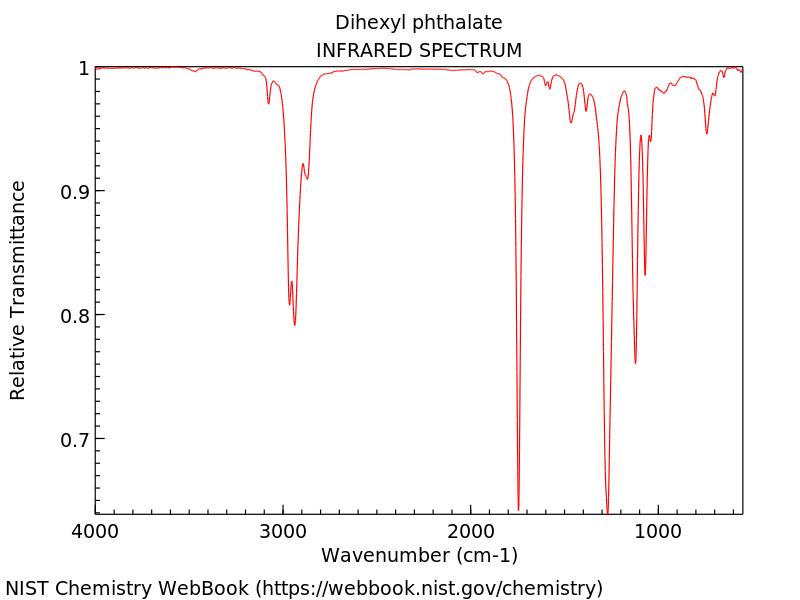 Dihexyl phthalate
INFRARED SPECTRUM
1
0.9
0.8
0.7
Relative Transmittance
4000 3000 2000 1000
Wavenumber (cm-1)
NIST Chemistry WebBook (https://webbook.nist.gov/chemistry)